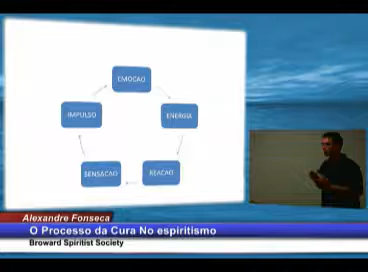 EMOCAO
IMPULSO
ENERGIA
SENSACAO
REACAO
Alexandre Fonseca
O Processo da Cura No espiritismo
Broward Spiritist Society